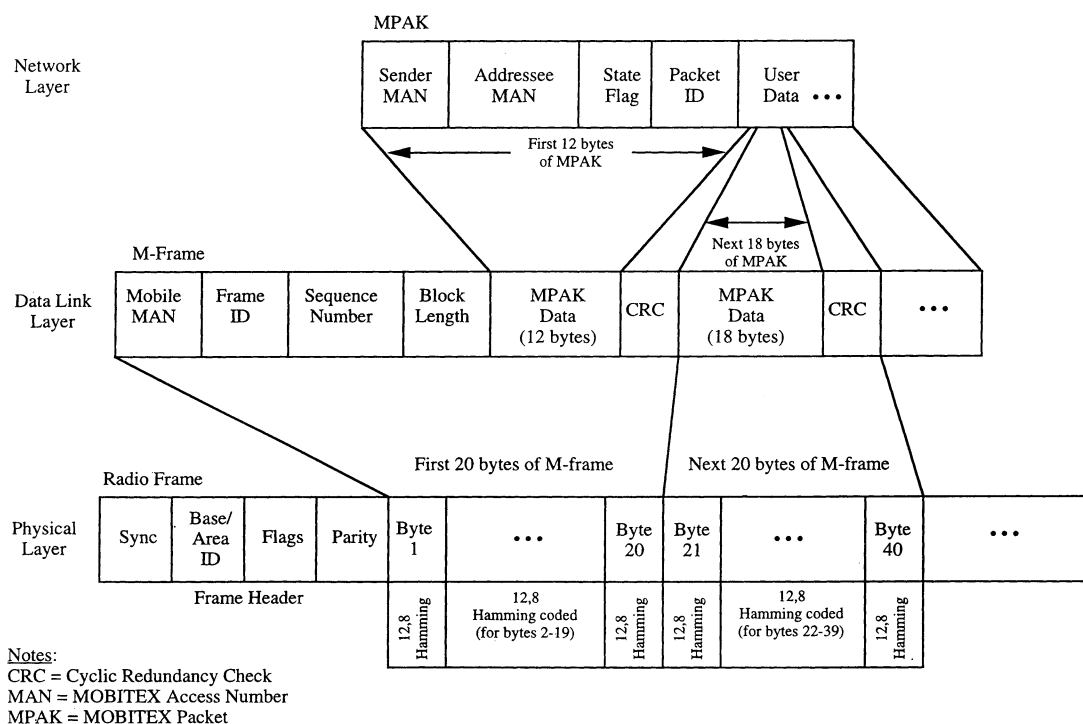 MPAK
Network
Layer
Sender
MAN
Addressee
MAN
State
Flag
Packet
ID
User
Data •••
First 12 bytes
of MPAK
Next 18 bytes
of MPAK
M-Frame
Data Link
Layer
Mobile
MAN
Frame
ID
Sequence
Number
Block
Length
MPAK
Data
(12 bytes)
CRC
MPAK
Data
(18 bytes)
CRC
•••
First 20 bytes of M-frame
Next 20 bytes of M-frame
Radio Frame
Physical
Layer
Sync
Base/
Area
ID
Flags
Parity
Byte
1
•••
Byte
20
Byte
21
•••
Byte
40
•••
Frame Header
12,8
Hamming
12,8
Hamming coded
(for bytes 2-19)
12,8
Hamming
12,8
Hamming
12,8
Hamming coded
(for bytes 22-39)
12,8
Hamming
Notes:
CRC = Cyclic Redundancy Check
MAN = MOBITEX Access Number
MPAK = MOBITEX Packet